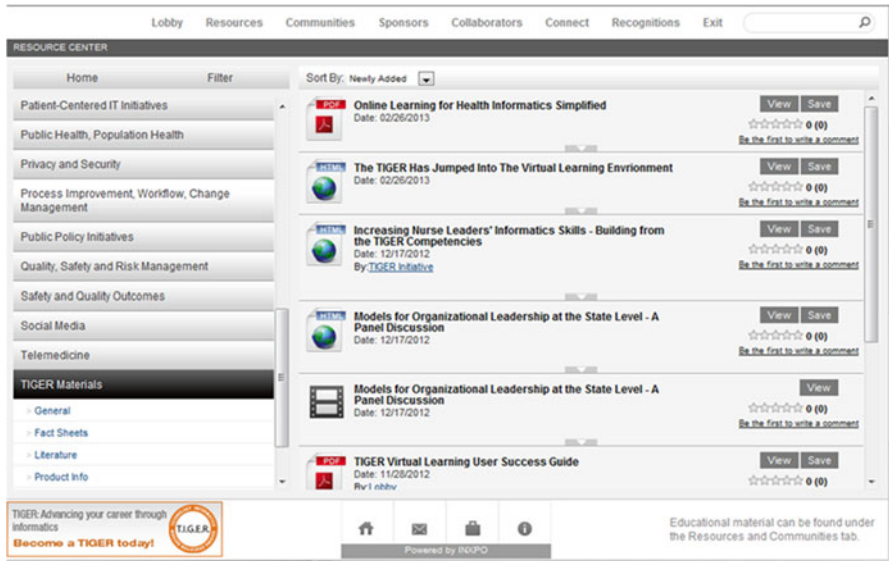 Lobby Resources Communities Sponsors Collaborators Connect Recognitions Exit
RESOURCE CENTER
Home Filter
Patient-Centered IT Initiatives
Public Health, Population Health
Privacy and Security
Process Improvement, Workflow, Change
Management
Public Policy Initiatives
Quality, Safety and Risk Management
Safety and Quality Outcomes
Social Media
Telemedicine
TIGER Materials
> General
> Fact Sheets
> Literature
> Product Info
Sort By: Newly Added
PDF
Online Learning for Health Informatics Simplified
Date: 02/26/2013
View Save
0 (0)
Be the first to write a comment
HTML
The TIGER Has Jumped Into The Virtual Learning Envrionment
Date: 02/26/2013
View Save
0 (0)
Be the first to write a comment
HTML
Increasing Nurse Leaders' Informatics Skills - Building from
the TIGER Competencies
Date: 12/17/2012
By:TIGER Initiative
View Save
0 (0)
Be the first to write a comment
HTML
Models for Organizational Leadership at the State Level - A
Panel Discussion
Date: 12/17/2012
View Save
0 (0)
Be the first to write a comment
Models for Organizational Leadership at the State Level - A
Panel Discussion
Date: 12/17/2012
View
0 (0)
Be the first to write a comment
PDF
TIGER Virtual Learning User Success Guide
Date: 11/28/2012
By:Lobby
View Save
0 (0)
TIGER: Advancing your career through
informatics
Become a TIGER today!
T.I.G.E.R.
Powered by INXPO
Educational material can be found under
the Resources and Communities tab.